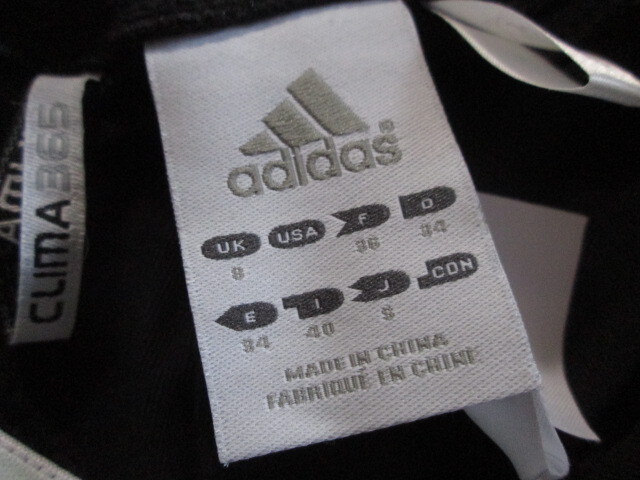 adidas®
UK USA F D
8 36 34
E I J CDN
34 40 S
MADE IN CHINA
FABRIQUÉ EN CHINE
CLIMA365